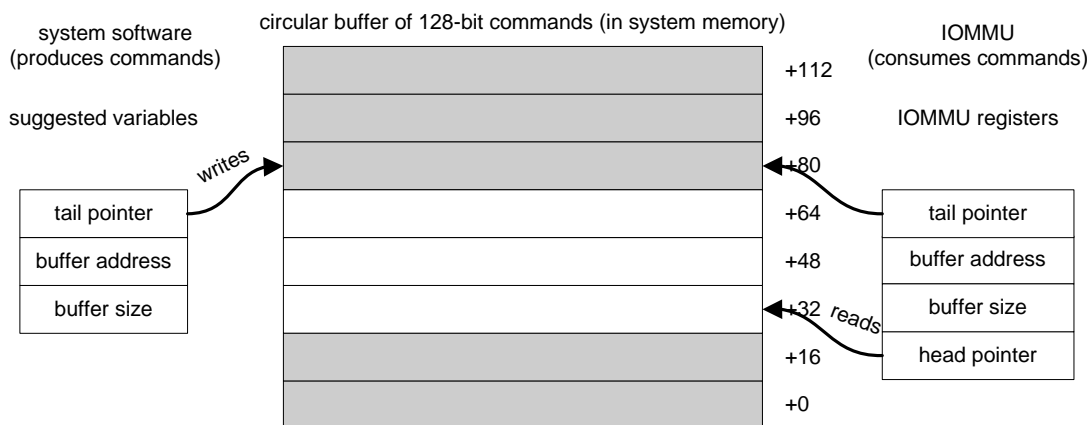 circular buffer of 128-bit commands (in system memory)
system software
(produces commands)
suggested variables
writes
tail pointer
buffer address
buffer size
+112
+96
+80
+64
+48
+32
+16
+0
IOMMU
(consumes commands)
IOMMU registers
tail pointer
buffer address
buffer size
head pointer
reads